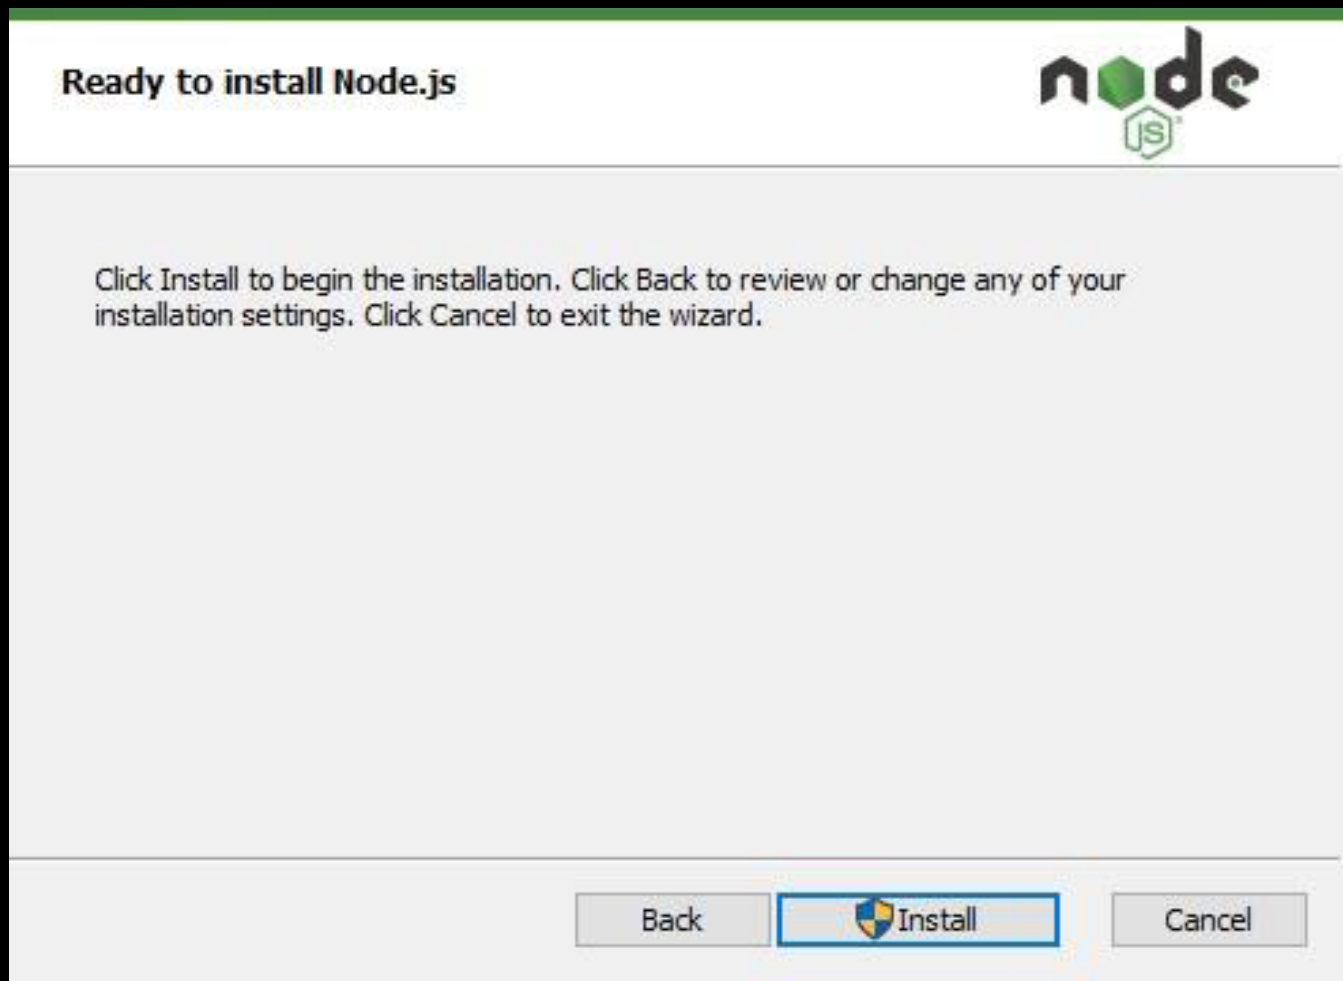 Ready to install Node.js
node
JS
Click Install to begin the installation. Click Back to review or change any of your
installation settings. Click Cancel to exit the wizard.
Back
Install
Cancel